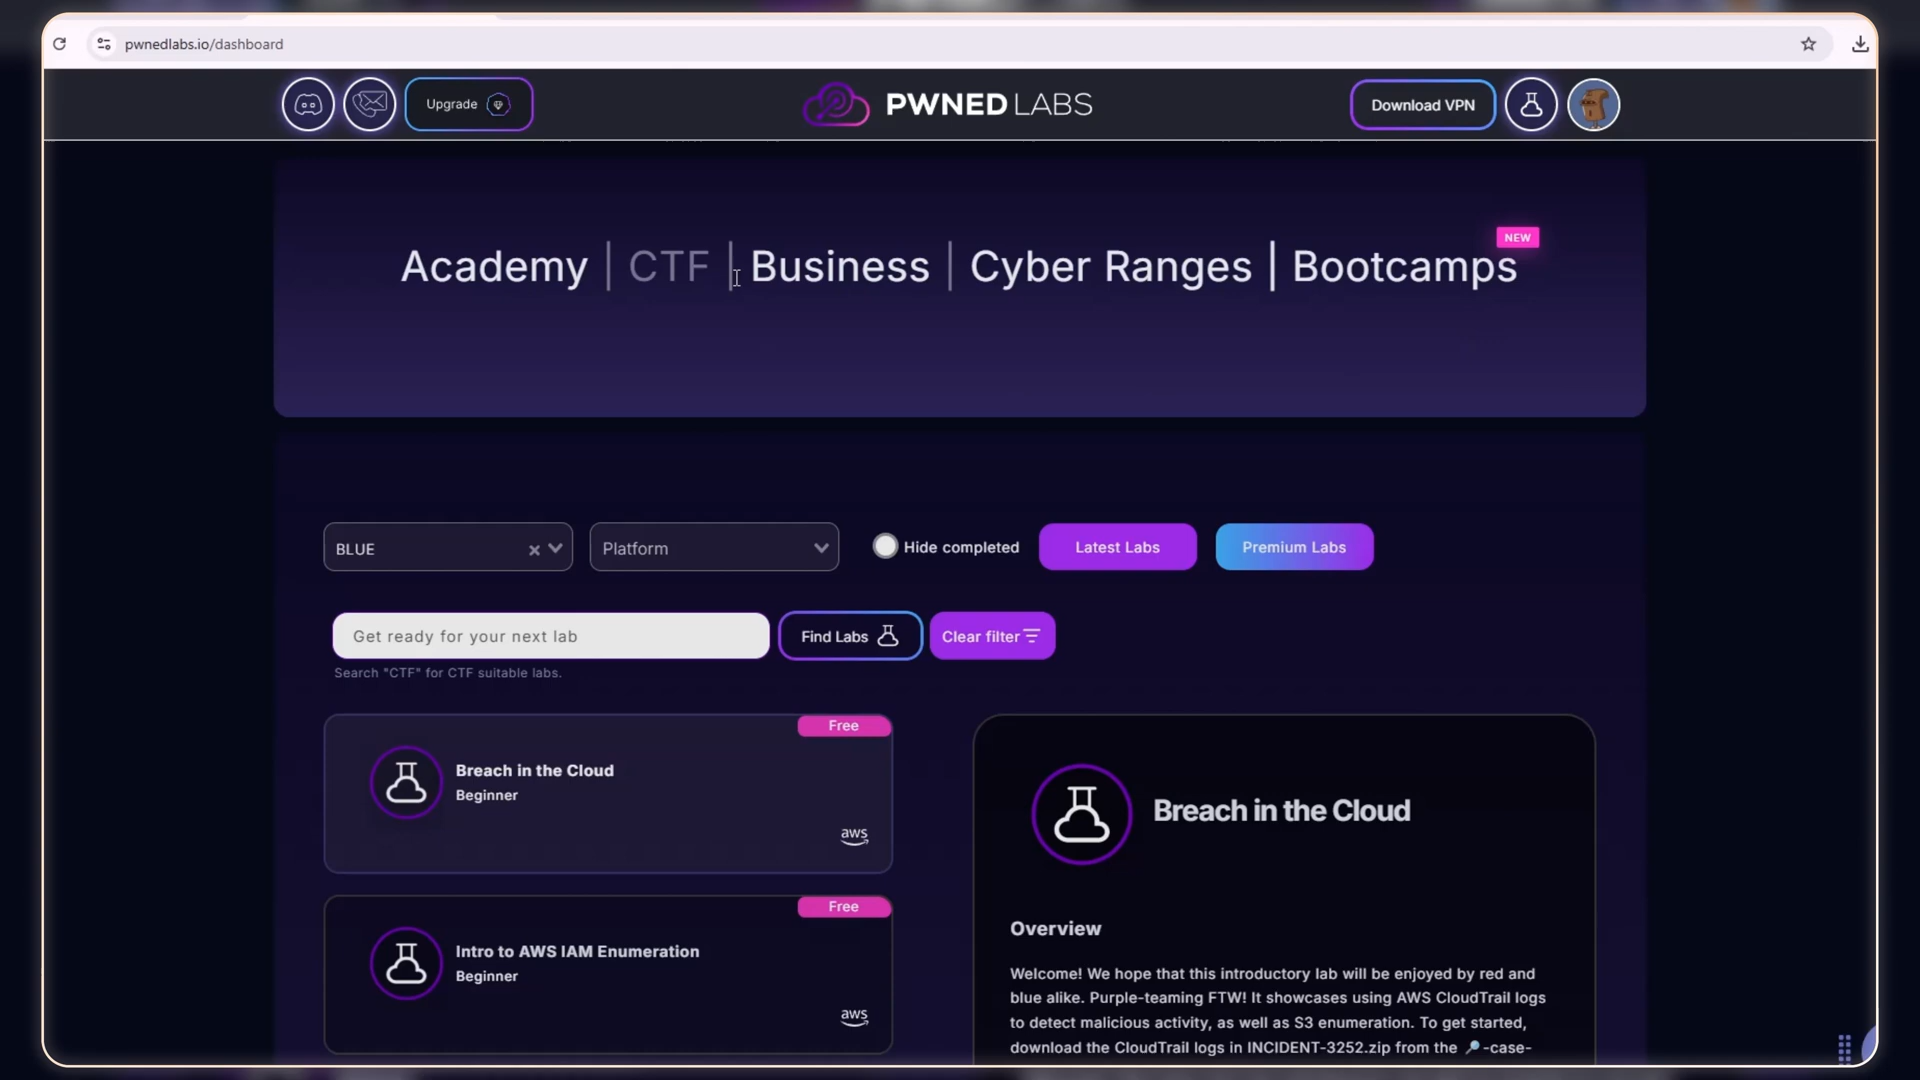 pwnedlabs.io/dashboard
Upgrade
PWNED LABS
Download VPN
NEW
Academy | CTF | Business | Cyber Ranges | Bootcamps
BLUE
Platform
Hide completed
Latest Labs
Premium Labs
Get ready for your next lab
Find Labs
Clear filter
Search "CTF" for CTF suitable labs.
Free
Breach in the Cloud
Beginner
aws
Free
Intro to AWS IAM Enumeration
Beginner
aws
Breach in the Cloud
Overview
Welcome! We hope that this introductory lab will be enjoyed by red and
blue alike. Purple-teaming FTW! It showcases using AWS CloudTrail logs
to detect malicious activity, as well as S3 enumeration. To get started,
download the CloudTrail logs in INCIDENT-3252.zip from the 🔎-case-